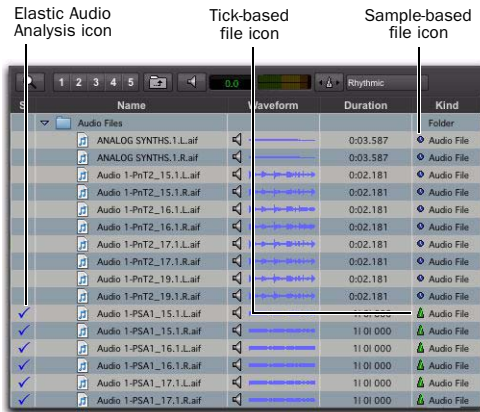 Elastic Audio Analysis icon
Tick-based file icon
Sample-based file icon
1 2 3 4 5 0.0 Rhythmic
S Name Waveform Duration Kind
Audio Files Folder
ANALOG SYNTHS.1.L.aif 0:03.587 Audio File
ANALOG SYNTHS.1.R.aif 0:03.587 Audio File
Audio 1-PnT2_15.1.L.aif 0:02.181 Audio File
Audio 1-PnT2_15.1.R.aif 0:02.181 Audio File
Audio 1-PnT2_16.1.L.aif 0:02.181 Audio File
Audio 1-PnT2_16.1.R.aif 0:02.181 Audio File
Audio 1-PnT2_17.1.L.aif 0:02.181 Audio File
Audio 1-PnT2_17.1.R.aif 0:02.181 Audio File
Audio 1-PnT2_19.1.L.aif 0:02.181 Audio File
Audio 1-PnT2_19.1.R.aif 0:02.181 Audio File
Audio 1-PSA1_15.1.L.aif 1| 0| 000 Audio File
Audio 1-PSA1_15.1.R.aif 1| 0| 000 Audio File
Audio 1-PSA1_16.1.L.aif 1| 0| 000 Audio File
Audio 1-PSA1_16.1.R.aif 1| 0| 000 Audio File
Audio 1-PSA1_17.1.L.aif 1| 0| 000 Audio File
Audio 1-PSA1_17.1.R.aif 1| 0| 000 Audio File